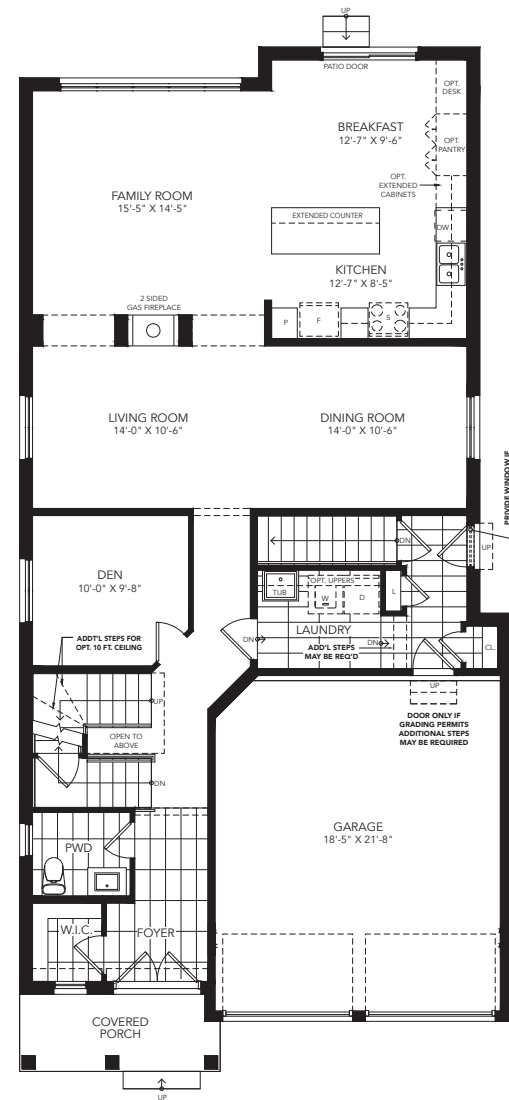 UP
PATIO DOOR
OPT.
DESK
BREAKFAST
12'-7" X 9'-6"
OPT.
PANTRY
OPT.
EXTENDED
CABINETS
FAMILY ROOM
15'-5" X 14'-5"
EXTENDED COUNTER
DW
KITCHEN
12'-7" X 8'-5"
2 SIDED
GAS FIREPLACE
P
F
S
LIVING ROOM
14'-0" X 10'-6"
DINING ROOM
14'-0" X 10'-6"
PRIVIDE WINDOW IF
DN
UP
DEN
10'-0" X 9'-8"
OPT. UPPERS
TUB
W
D
L
LAUNDRY
DN
DN
ADD'L STEPS
MAY BE REQ'D
CL.
ADDT'L STEPS FOR
OPT. 10 FT. CEILING
UP
UP
OPEN TO
ABOVE
DOOR ONLY IF
GRADING PERMITS
ADDITIONAL STEPS
MAY BE REQUIRED
DN
GARAGE
18'-5" X 21'-8"
PWD
W.I.C.
FOYER
COVERED
PORCH
UP